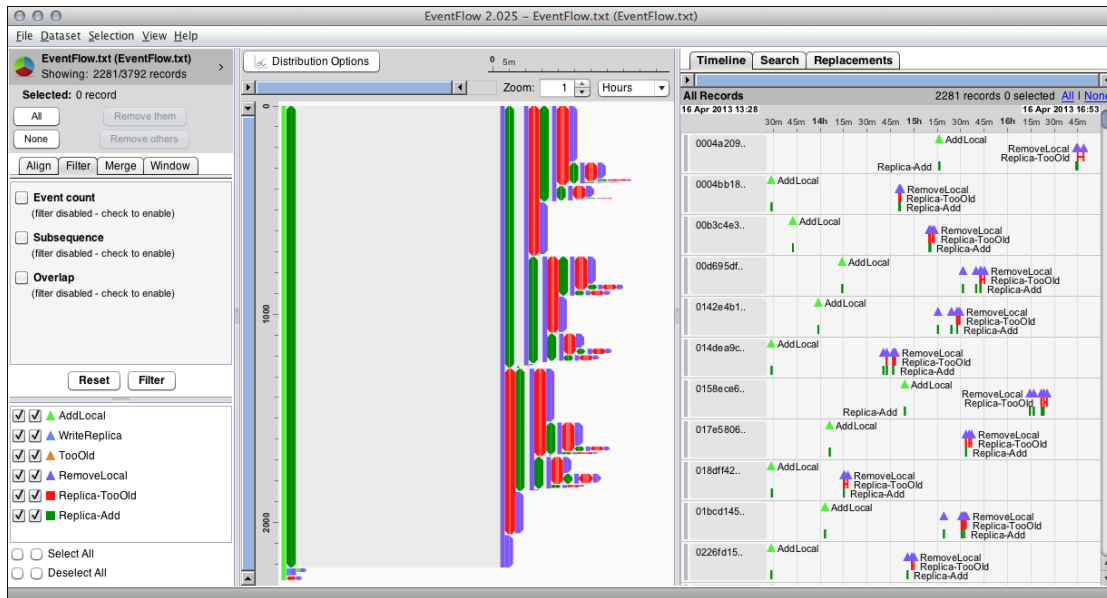 EventFlow 2.025 – EventFlow.txt (EventFlow.txt)
File Dataset Selection View Help
EventFlow.txt (EventFlow.txt)
Showing: 2281/3792 records
Selected: 0 record
All Remove them
None Remove others
Align Filter Merge Window
Event count
(filter disabled - check to enable)
Subsequence
(filter disabled - check to enable)
Overlap
(filter disabled - check to enable)
Reset Filter
AddLocal
WriteReplica
TooOld
RemoveLocal
Replica-TooOld
Replica-Add
Select All
Deselect All
Distribution Options
0 5m
Zoom: 1 Hours
0
1000
2000
Timeline Search Replacements
All Records 2281 records 0 selected All | None
16 Apr 2013 13:28 16 Apr 2013 16:53
30m 45m 14h 15m 30m 45m 15h 15m 30m 45m 16h 15m 30m 45m
0004a209..
AddLocal
RemoveLocal
Replica-TooOld
Replica-Add
0004bb18..
AddLocal
RemoveLocal
Replica-TooOld
Replica-Add
00b3c4e3..
AddLocal
RemoveLocal
Replica-TooOld
Replica-Add
00d695df..
AddLocal
RemoveLocal
Replica-TooOld
Replica-Add
0142e4b1..
AddLocal
RemoveLocal
Replica-TooOld
Replica-Add
014dea9c..
AddLocal
RemoveLocal
Replica-TooOld
Replica-Add
0158ece6..
AddLocal
RemoveLocal
Replica-TooOld
Replica-Add
017e5806..
AddLocal
RemoveLocal
Replica-TooOld
Replica-Add
018dff42..
AddLocal
RemoveLocal
Replica-TooOld
Replica-Add
01bcd145..
AddLocal
RemoveLocal
Replica-TooOld
Replica-Add
0226fd15..
AddLocal
RemoveLocal
Replica-TooOld
Replica-Add